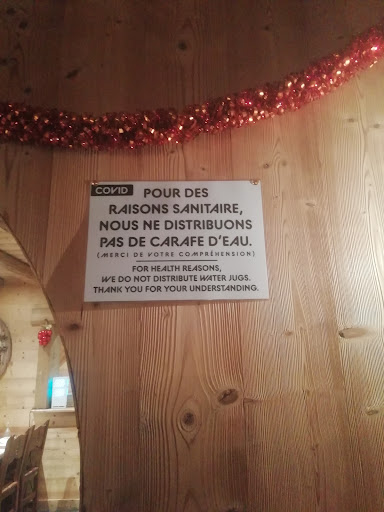 COVID POUR DES
RAISONS SANITAIRE,
NOUS NE DISTRIBUONS
PAS DE CARAFE D'EAU.
(MERCI DE VOTRE COMPRÉHENSION)
FOR HEALTH REASONS,
WE DO NOT DISTRIBUTE WATER JUGS.
THANK YOU FOR YOUR UNDERSTANDING.